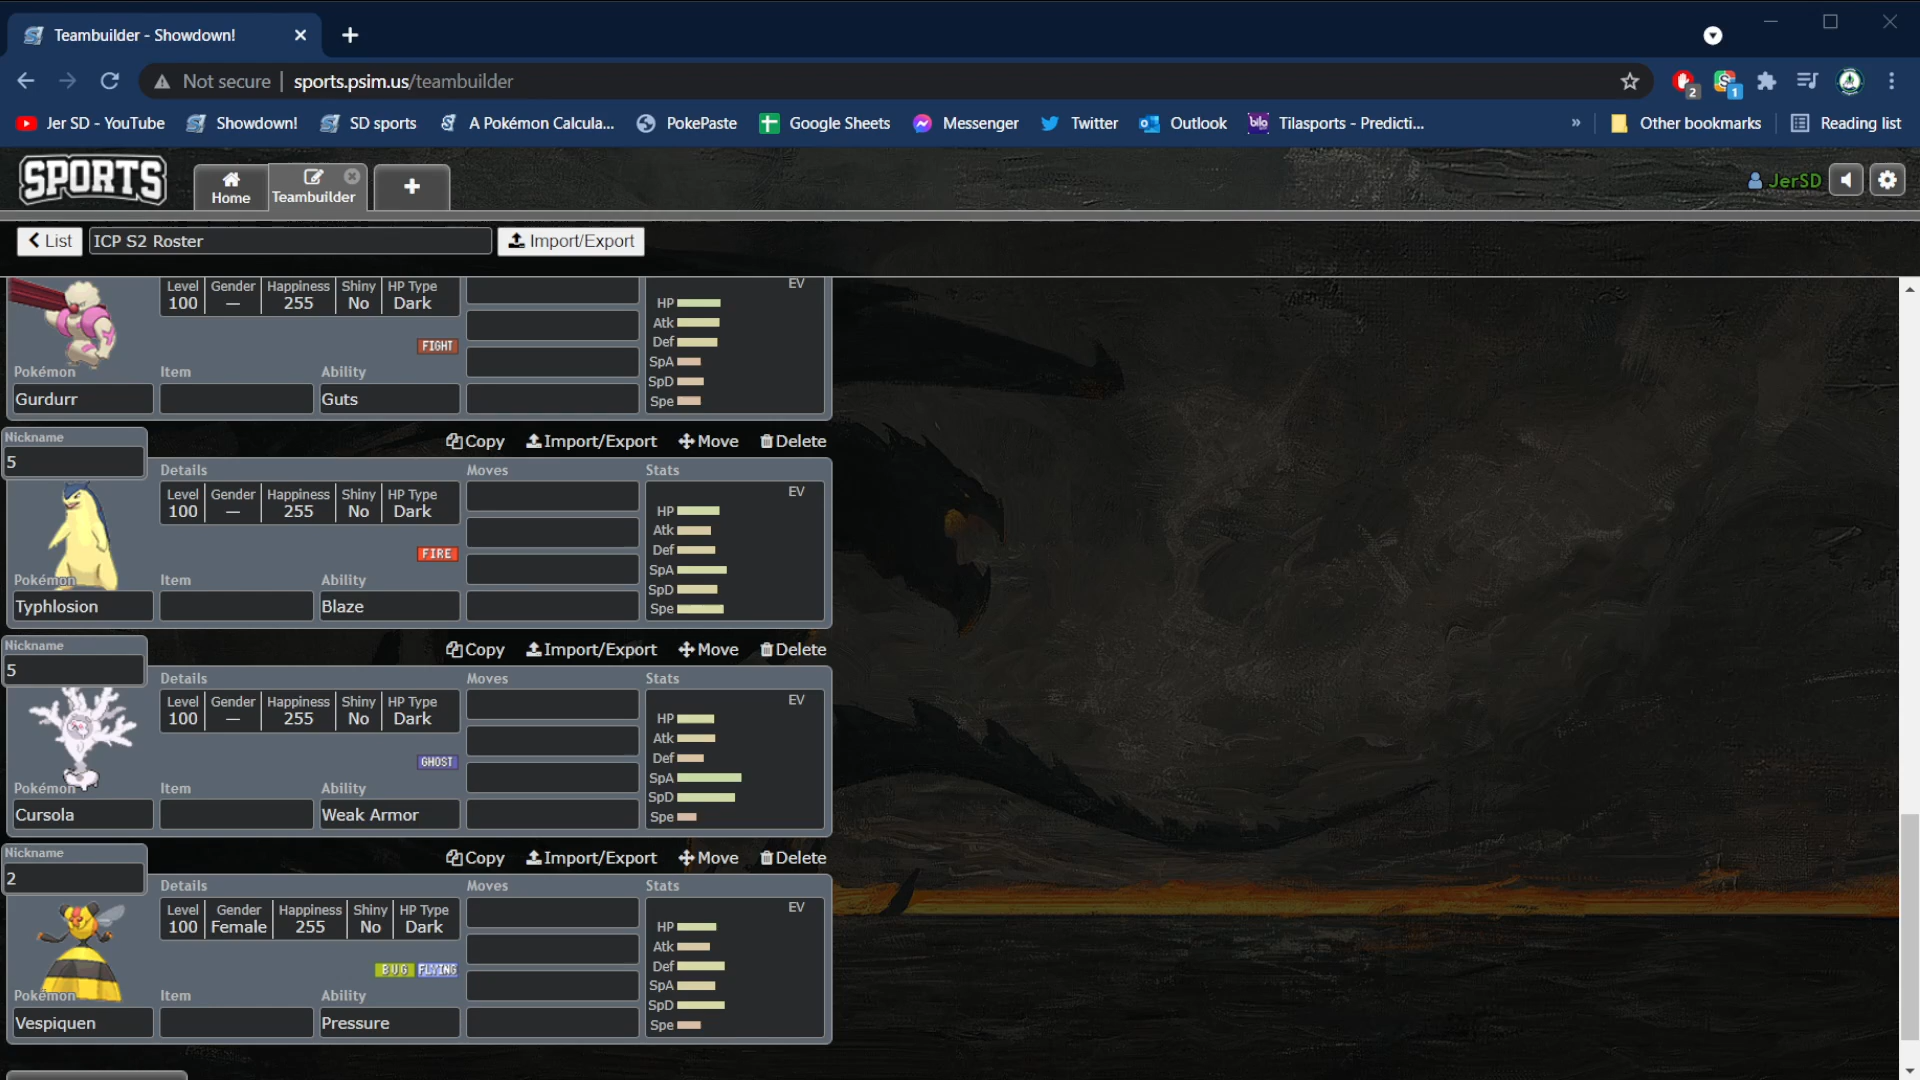 Teambuilder - Showdown!
Not secure | sports.psim.us/teambuilder
2
1
Jer SD - YouTube
Showdown!
SD sports
A Pokémon Calcula...
PokePaste
Google Sheets
Messenger
Twitter
Outlook
blo
Tilasports - Predicti...
»
Other bookmarks
Reading list
SPORTS
Home
Teambuilder
JerSD
List
ICP S2 Roster
Import/Export
Level Gender Happiness Shiny HP Type
100 — 255 No Dark
FIGHT
Pokémon Item Ability
Gurdurr
Guts
EV
HP
Atk
Def
SpA
SpD
Spe
Nickname
5
Copy Import/Export Move Delete
Details Moves Stats
Level Gender Happiness Shiny HP Type
100 — 255 No Dark
FIRE
Pokémon Item Ability
Typhlosion
Blaze
EV
HP
Atk
Def
SpA
SpD
Spe
Nickname
5
Copy Import/Export Move Delete
Details Moves Stats
Level Gender Happiness Shiny HP Type
100 — 255 No Dark
GHOST
Pokémon Item Ability
Cursola
Weak Armor
EV
HP
Atk
Def
SpA
SpD
Spe
Nickname
2
Copy Import/Export Move Delete
Details Moves Stats
Level Gender Happiness Shiny HP Type
100 Female 255 No Dark
BUG FLYING
Pokémon Item Ability
Vespiquen
Pressure
EV
HP
Atk
Def
SpA
SpD
Spe